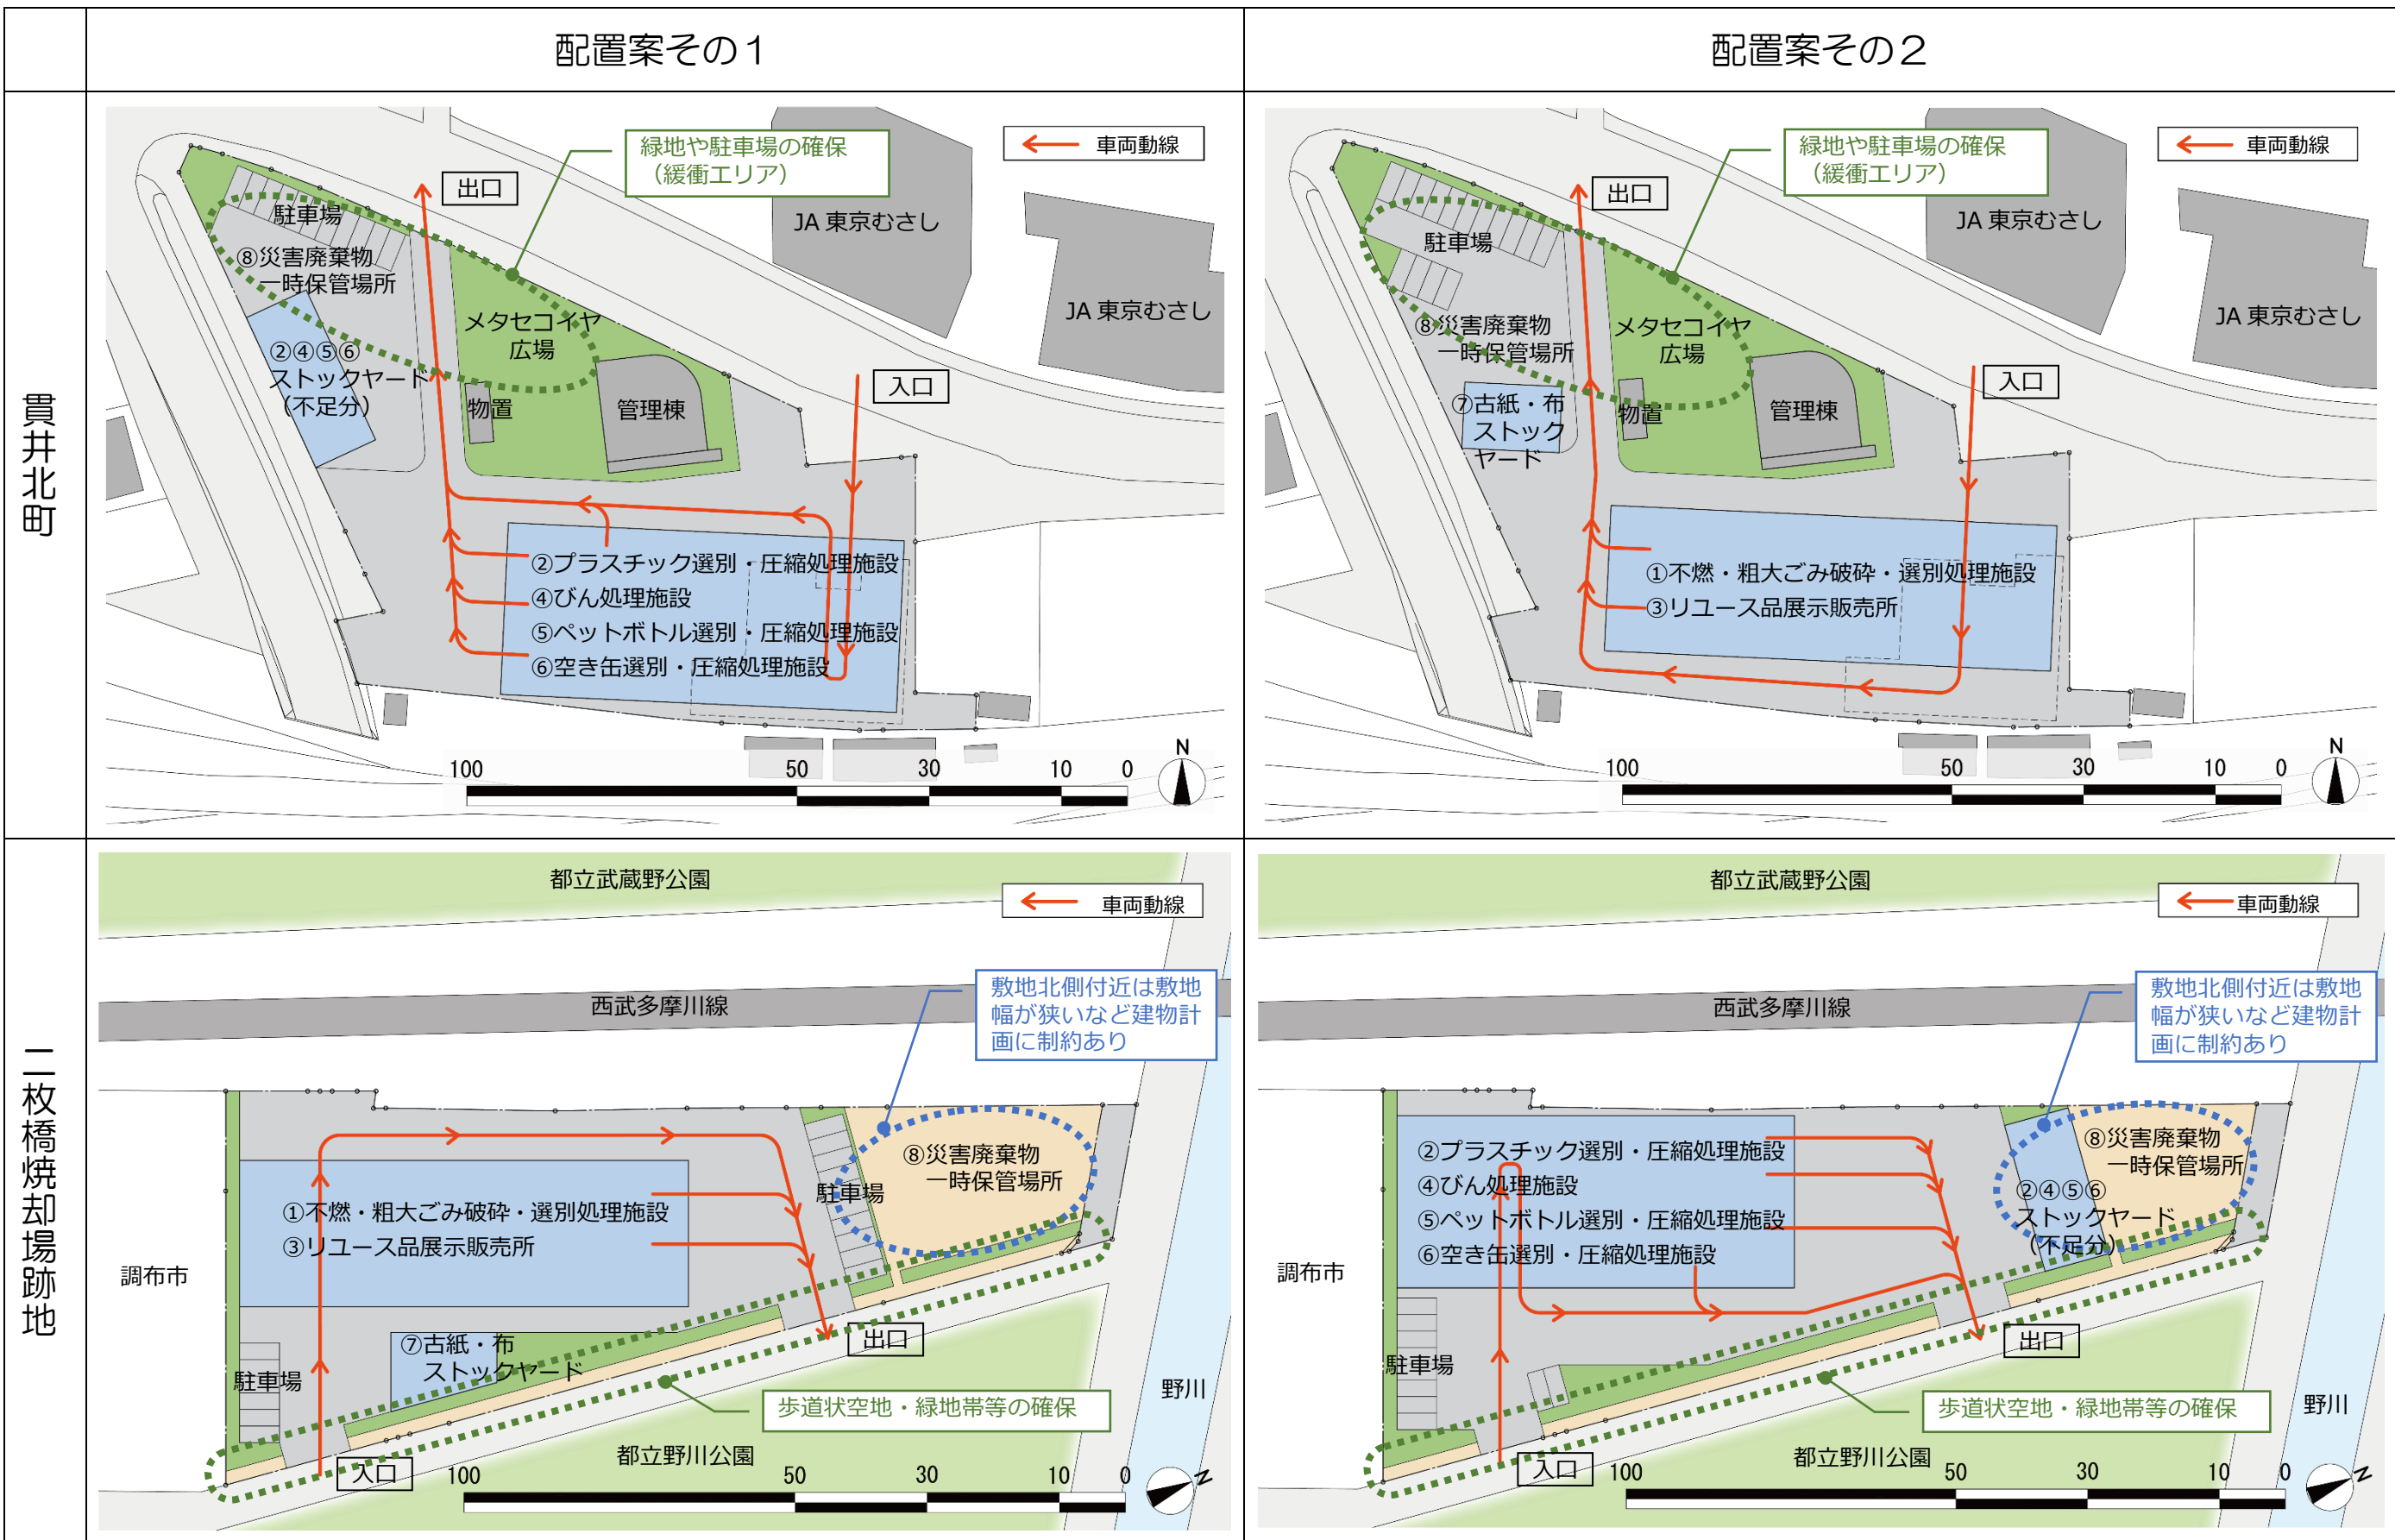 配置案その１
配置案その２
貫井北町
緑地や駐車場の確保
（緩衝エリア）
車両動線
出口
JA 東京むさし
JA 東京むさし
駐車場
⑧災害廃棄物
一時保管場所
メタセコイヤ
広場
②④⑤⑥
ストックヤード
（不足分）
物置
管理棟
入口
②プラスチック選別・圧縮処理施設
④びん処理施設
⑤ペットボトル選別・圧縮処理施設
⑥空き缶選別・圧縮処理施設
100 50 30 10 0
N
緑地や駐車場の確保
（緩衝エリア）
車両動線
出口
JA 東京むさし
JA 東京むさし
駐車場
⑧災害廃棄物
一時保管場所
メタセコイヤ
広場
⑦古紙・布
ストック
ヤード
物置
管理棟
入口
①不燃・粗大ごみ破砕・選別処理施設
③リユース品展示販売所
100 50 30 10 0
N
二枚橋焼却場跡地
都立武蔵野公園
車両動線
西武多摩川線
敷地北側付近は敷地
幅が狭いなど建物計
画に制約あり
⑧災害廃棄物
一時保管場所
駐車場
①不燃・粗大ごみ破砕・選別処理施設
③リユース品展示販売所
調布市
⑦古紙・布
ストックヤード
駐車場
出口
野川
歩道状空地・緑地帯等の確保
都立野川公園
入口
100 50 30 10 0
N
都立武蔵野公園
車両動線
西武多摩川線
敷地北側付近は敷地
幅が狭いなど建物計
画に制約あり
⑧災害廃棄物
一時保管場所
②④⑤⑥
ストックヤード
（不足分）
②プラスチック選別・圧縮処理施設
④びん処理施設
⑤ペットボトル選別・圧縮処理施設
⑥空き缶選別・圧縮処理施設
調布市
駐車場
出口
野川
歩道状空地・緑地帯等の確保
都立野川公園
入口
100 50 30 10 0
N